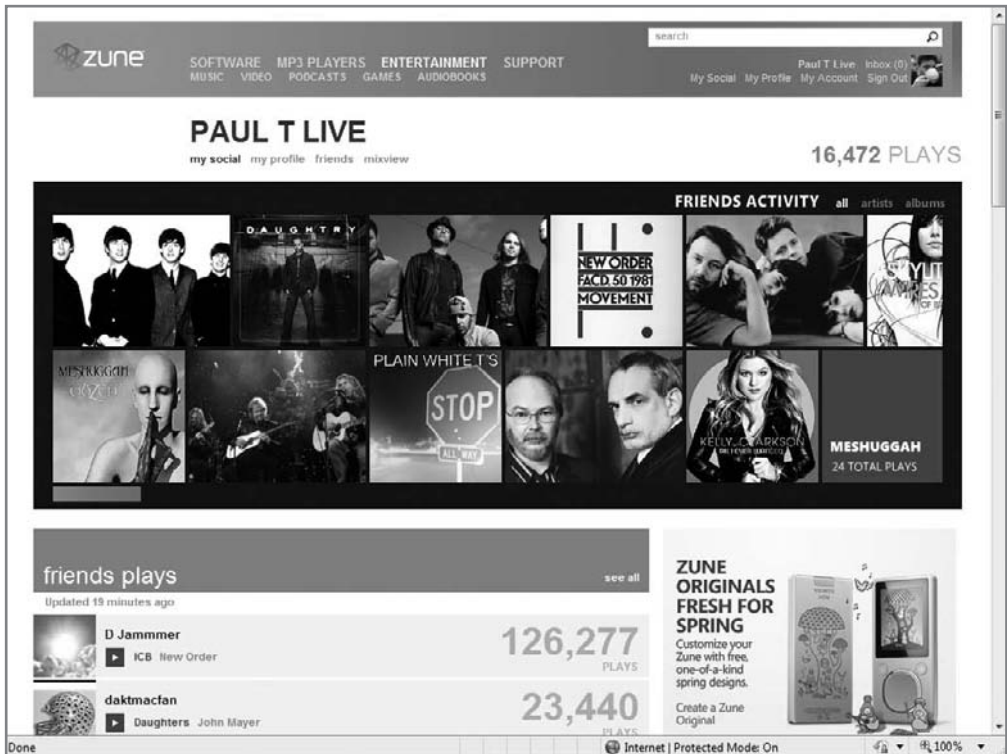 search
zune
SOFTWARE MP3 PLAYERS ENTERTAINMENT SUPPORT
MUSIC VIDEO PODCASTS GAMES AUDIOBOOKS
Paul T Live Inbox (0)
My Social My Profile My Account Sign Out
PAUL T LIVE
my social my profile friends mixview
16,472 PLAYS
FRIENDS ACTIVITY all artists albums
DAUGHTRY
NEW ORDER
FACD. 50 1981
MOVEMENT
MESHUGGAH
PLAIN WHITE T'S
STOP
ALL WAY
KELLY CLARKSON
MESHUGGAH
24 TOTAL PLAYS
friends plays
see all
Updated 19 minutes ago
D Jammmer
ICB New Order
126,277
PLAYS
daktmacfan
Daughters John Mayer
23,440
PLAYS
ZUNE
ORIGINALS
FRESH FOR
SPRING
Customize your
Zune with free,
one-of-a-kind
spring designs.
Create a Zune
Original
Done
Internet | Protected Mode: On
100%